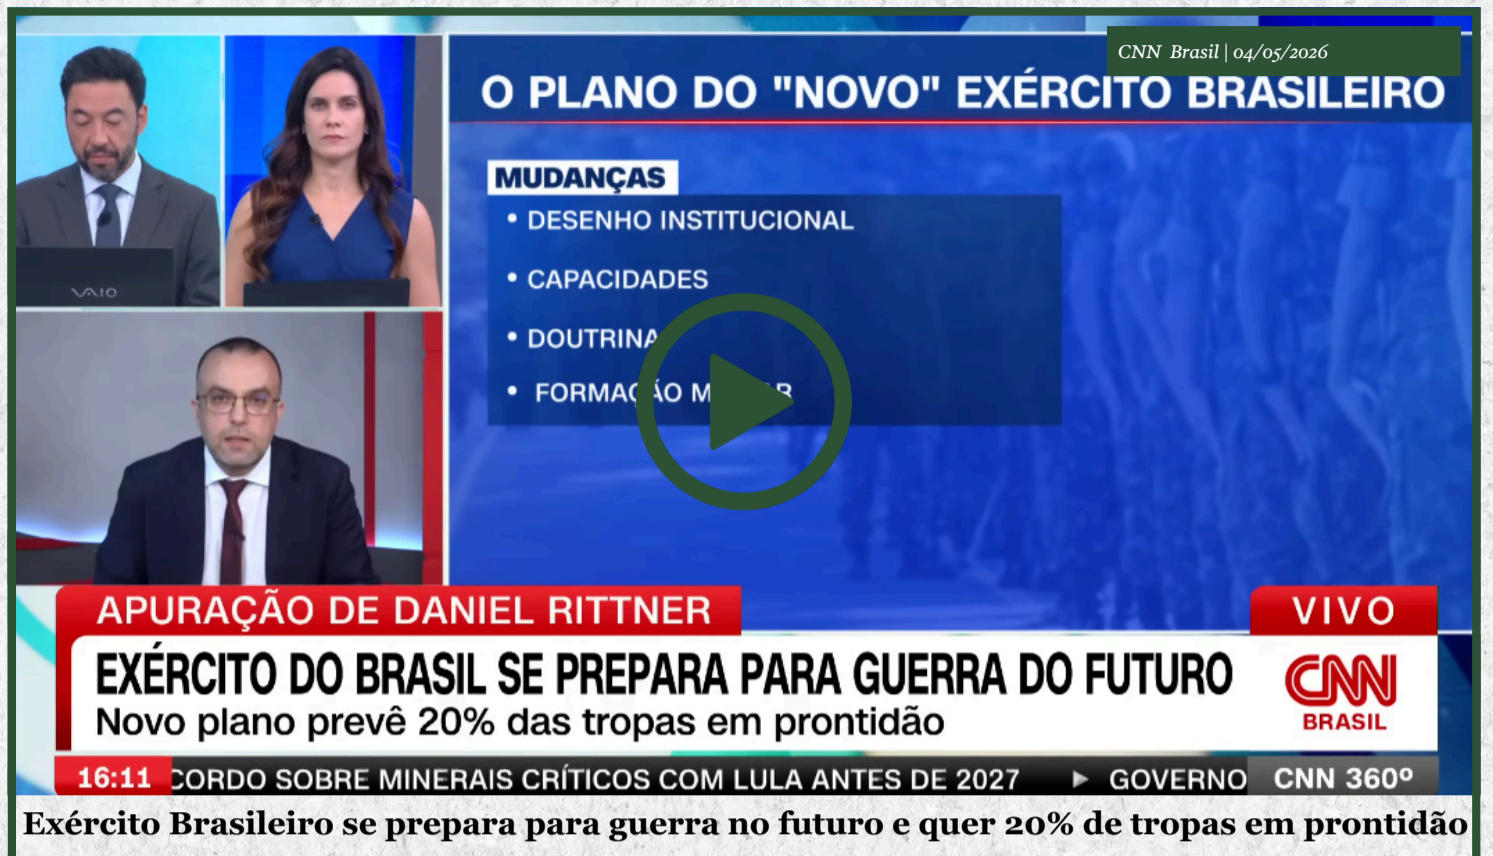 CNN Brasil | 04/05/2026
O PLANO DO "NOVO" EXÉRCITO BRASILEIRO
MUDANÇAS
• DESENHO INSTITUCIONAL
• CAPACIDADES
• DOUTRINA
• FORMAÇÃO
VAIO
APURAÇÃO DE DANIEL RITTNER
VIVO
EXÉRCITO DO BRASIL SE PREPARA PARA GUERRA DO FUTURO
Novo plano prevê 20% das tropas em prontidão
CNN
BRASIL
16:11 CORDO SOBRE MINERAIS CRÍTICOS COM LULA ANTES DE 2027 ▶ GOVERNO CNN 360º
Exército Brasileiro se prepara para guerra no futuro e quer 20% de tropas em prontidão